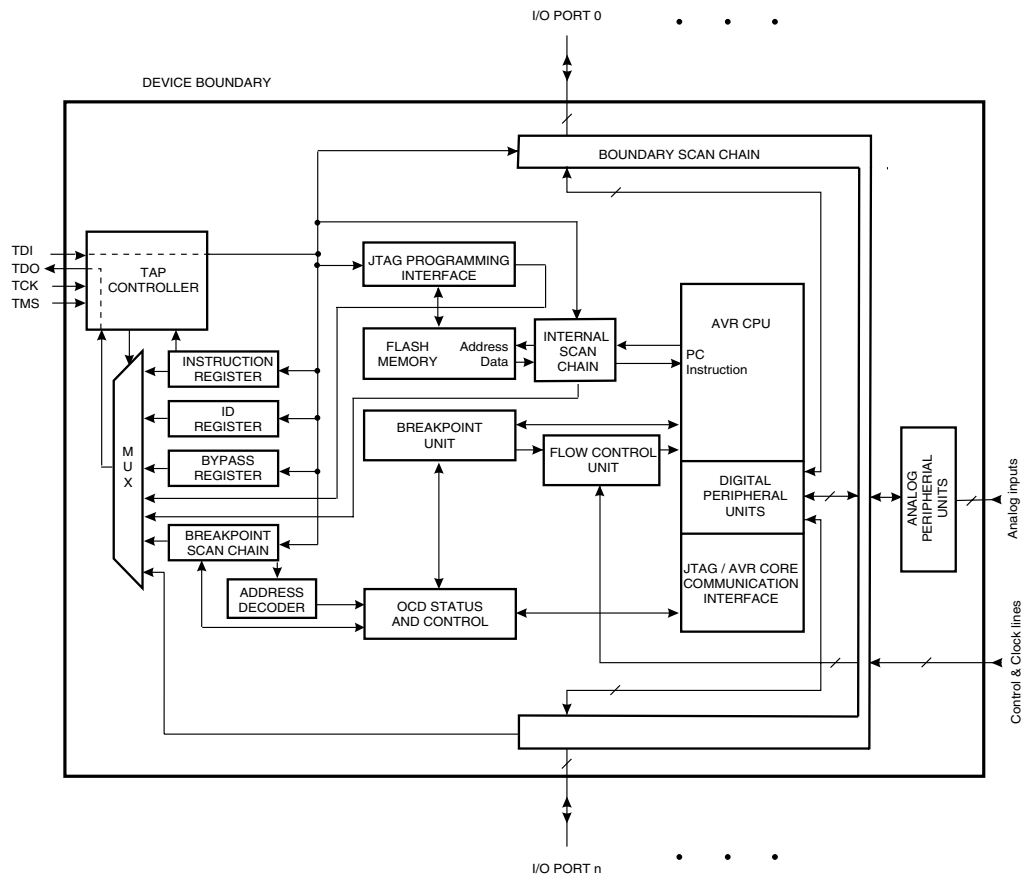 I/O PORT 0
DEVICE BOUNDARY
BOUNDARY SCAN CHAIN
TDI
TDO
TCK
TMS
TAP
CONTROLLER
JTAG PROGRAMMING
INTERFACE
FLASH
MEMORY
Address
Data
INTERNAL
SCAN
CHAIN
AVR CPU
PC
Instruction
INSTRUCTION
REGISTER
ID
REGISTER
BYPASS
REGISTER
MUX
BREAKPOINT
SCAN CHAIN
ADDRESS
DECODER
BREAKPOINT
UNIT
FLOW CONTROL
UNIT
OCD STATUS
AND CONTROL
DIGITAL
PERIPHERAL
UNITS
JTAG / AVR CORE
COMMUNICATION
INTERFACE
ANALOG
PERIPHERIAL
UNITS
Analog inputs
Control & Clock lines
I/O PORT n